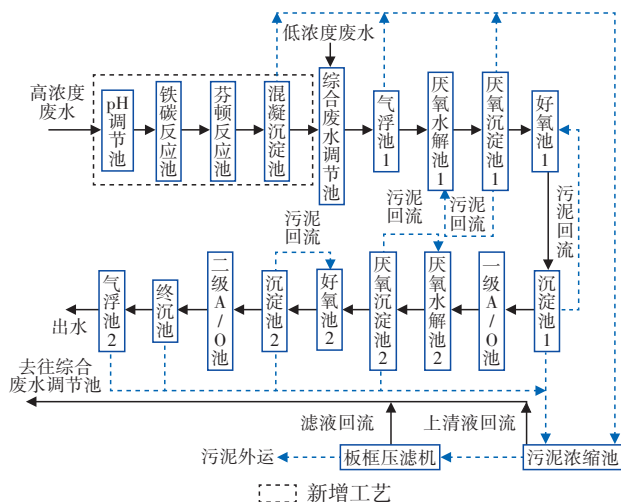 低浓度废水
高浓度
废水
pH调节池
铁碳反应池
芬顿反应池
混凝沉淀池
综合废水调节池
气浮池1
厌氧水解池1
厌氧沉淀池1
好氧池1
污泥
回流
污泥
回流
污泥
回流
气浮池2
终沉池
二级A/O池
沉淀池2
好氧池2
厌氧沉淀池2
厌氧水解池2
一级A/O池
沉淀池1
出水
去往综合
废水调节池
滤液回流
上清液回流
污泥外运
板框压滤机
污泥浓缩池
新增工艺